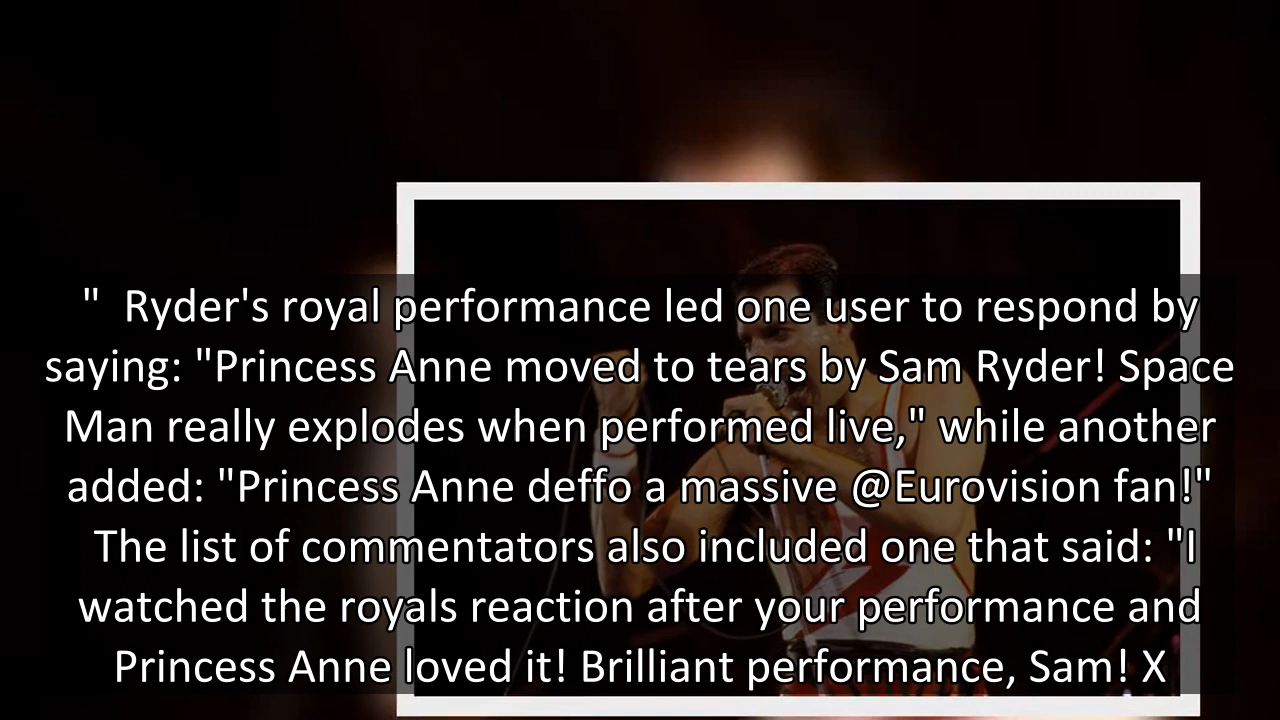 "  Ryder's royal performance led one user to respond by
saying: "Princess Anne moved to tears by Sam Ryder! Space
Man really explodes when performed live," while another
added: "Princess Anne deffo a massive @Eurovision fan!"
The list of commentators also included one that said: "I
watched the royals reaction after your performance and
Princess Anne loved it! Brilliant performance, Sam! X